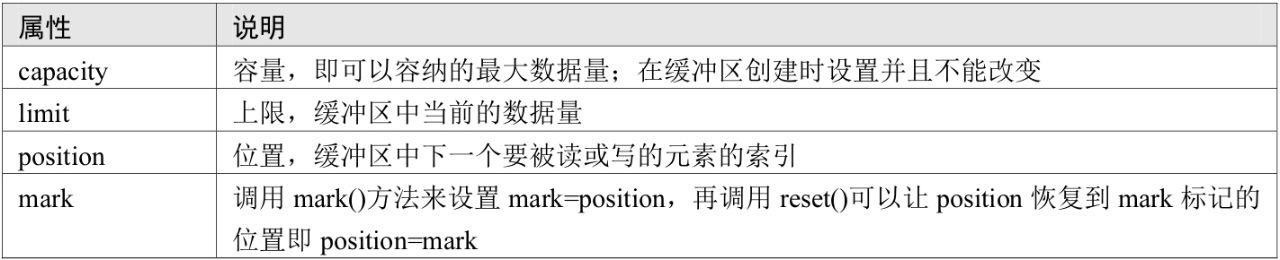 属性 说明
capacity 容量，即可以容纳的最大数据量；在缓冲区创建时设置并且不能改变
limit 上限，缓冲区中当前的数据量
position 位置，缓冲区中下一个要被读或写的元素的索引
mark 调用 mark()方法来设置 mark=position，再调用 reset()可以让 position 恢复到 mark 标记的
位置即 position=mark